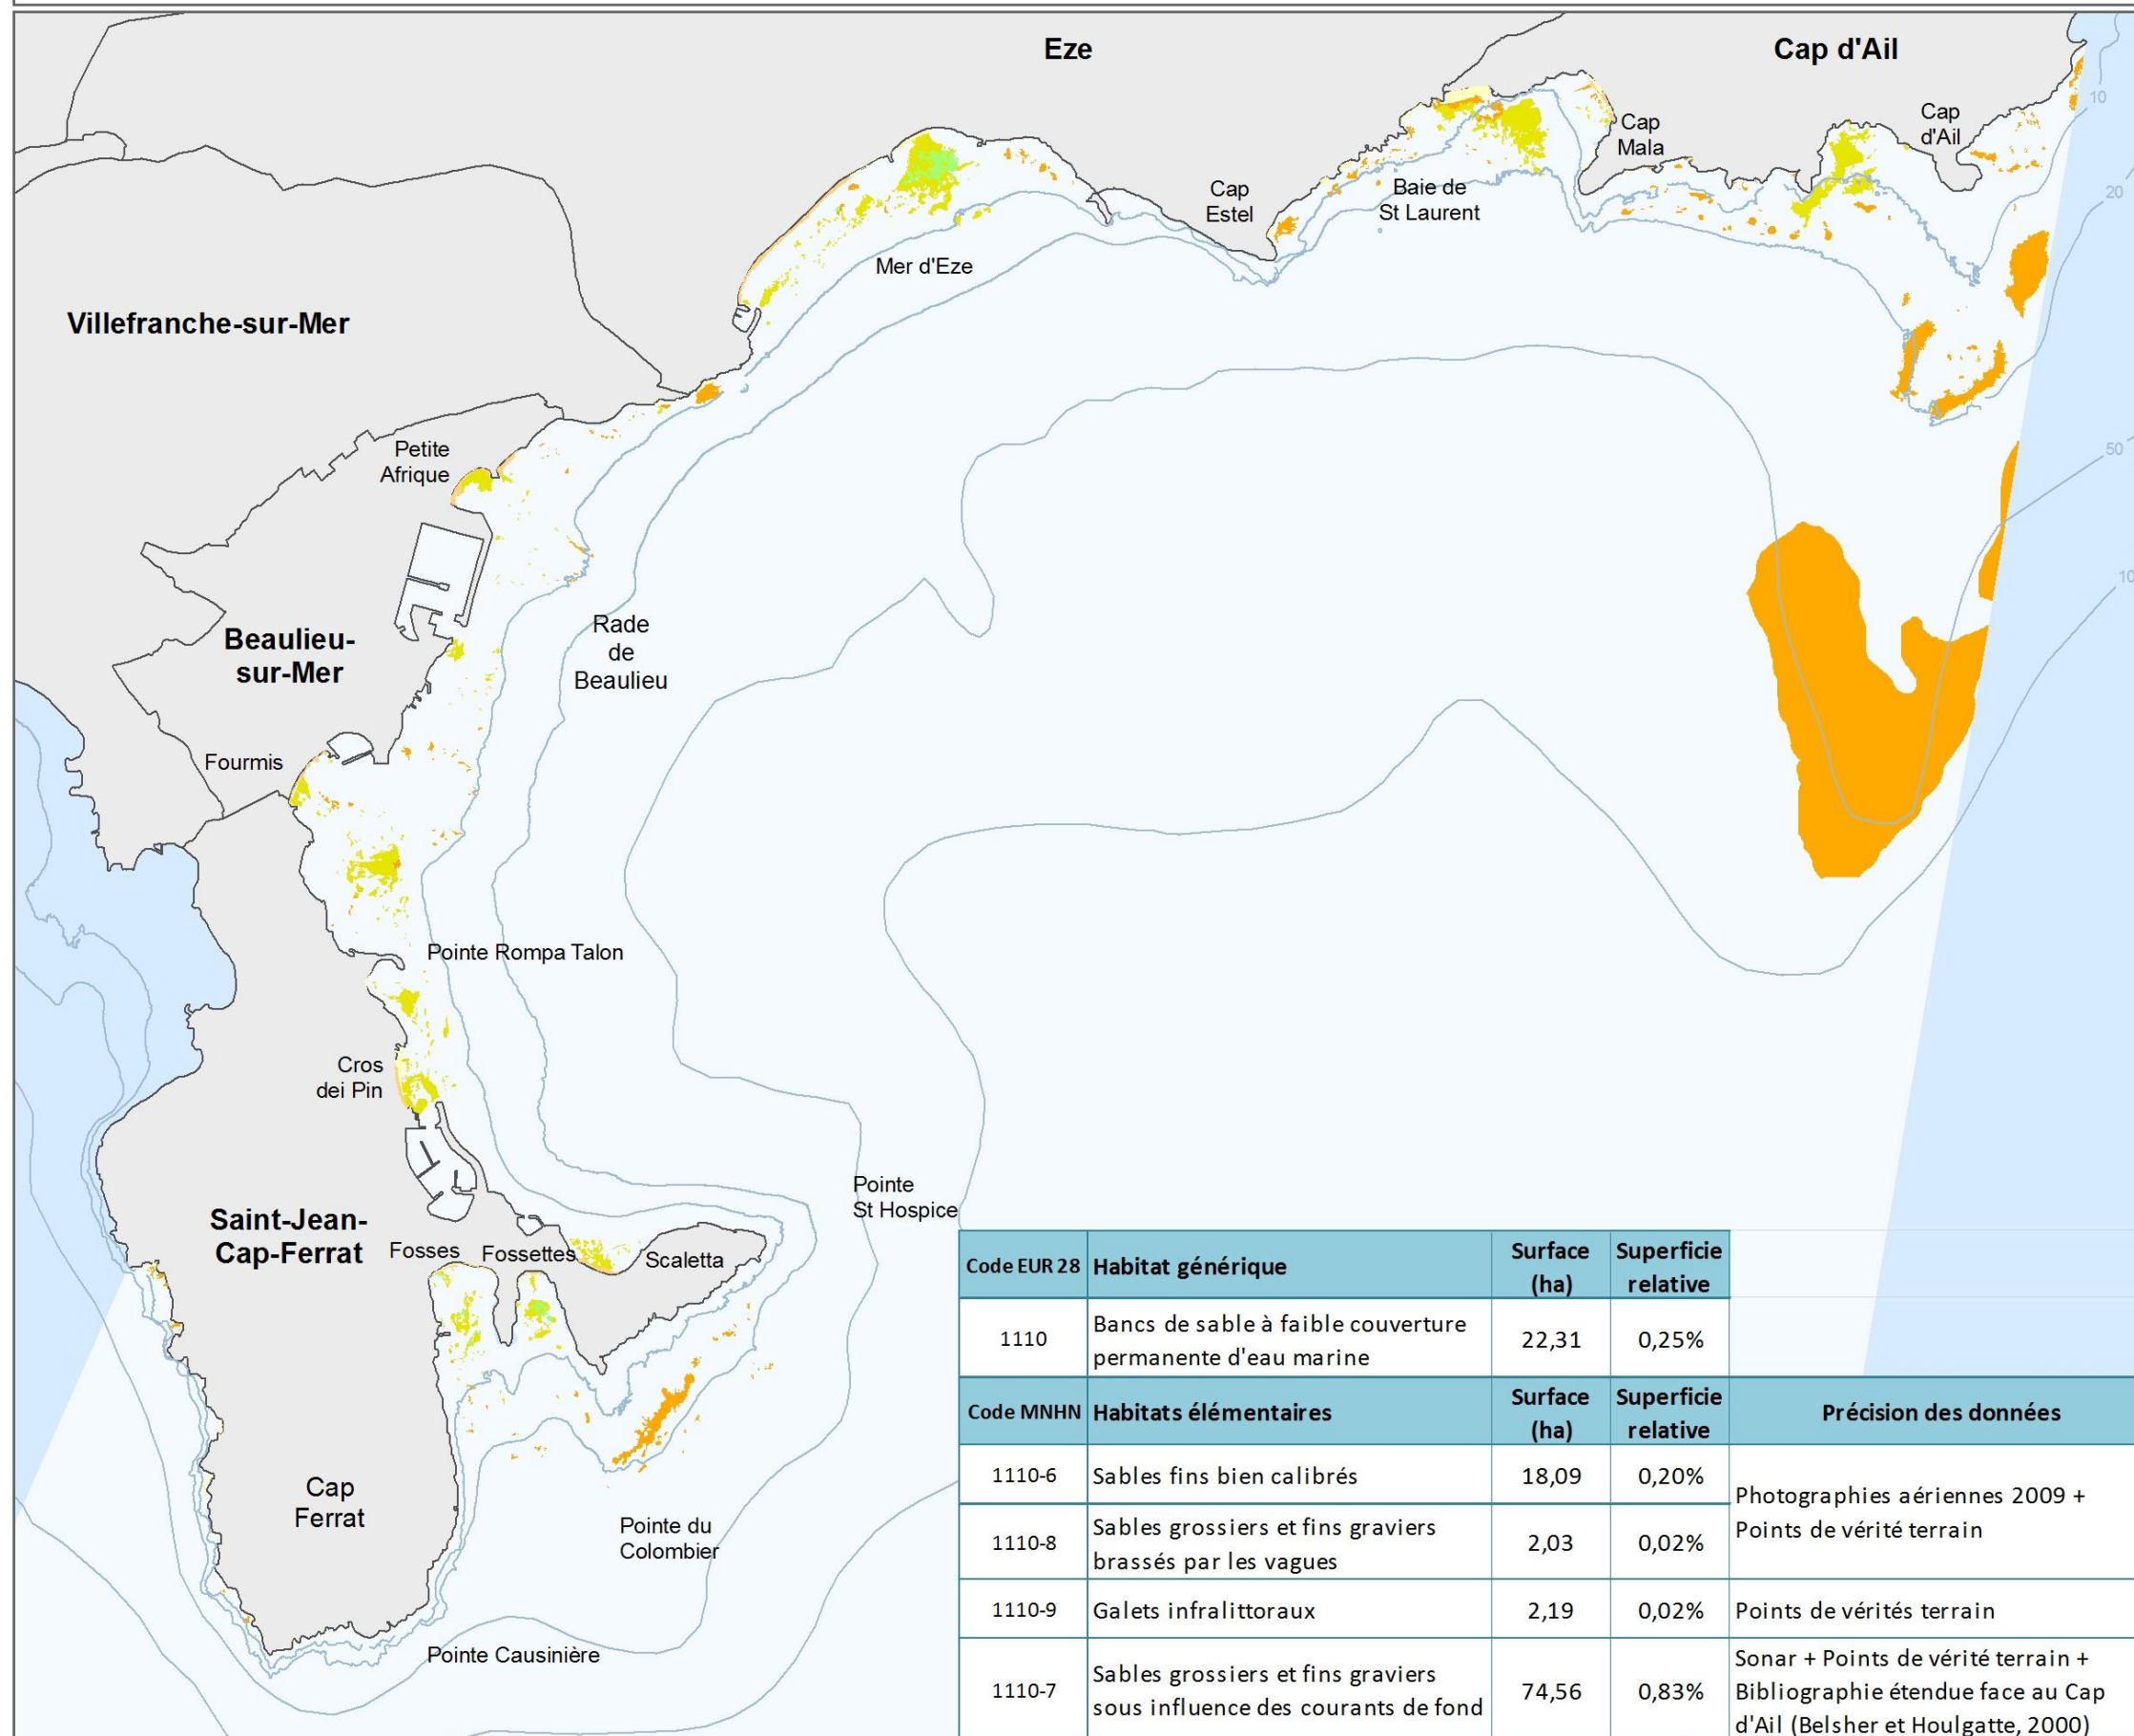 Eze
Cap d'Ail
Cap
d'Ail
10
Cap
Mala
20
Cap
Estel
Baie de
St Laurent
Mer d'Eze
Villefranche-sur-Mer
Petite
Afrique
50
10
Rade
de
Beaulieu
Beaulieu-
sur-Mer
Fourmis
Pointe Rompa Talon
Cros
dei Pin
Pointe
St Hospice
Saint-Jean-
Cap-Ferrat
Fosses
Fossettes
Scaletta
Cap
Ferrat
Pointe du
Colombier
Pointe Causinière
Code EUR 28 Habitat générique Surface (ha) Superficie relative
1110 Bancs de sable à faible couverture permanente d'eau marine 22,31 0,25%
Code MNHN Habitats élémentaires Surface (ha) Superficie relative Précision des données
1110-6 Sables fins bien calibrés 18,09 0,20% Photographies aériennes 2009 + Points de vérité terrain
1110-8 Sables grossiers et fins graviers brassés par les vagues 2,03 0,02%
1110-9 Galets infralittoraux 2,19 0,02% Points de vérités terrain
1110-7 Sables grossiers et fins graviers sous influence des courants de fond 74,56 0,83% Sonar + Points de vérité terrain + Bibliographie étendue face au Cap d'Ail (Belsher et Houlgatte, 2000)